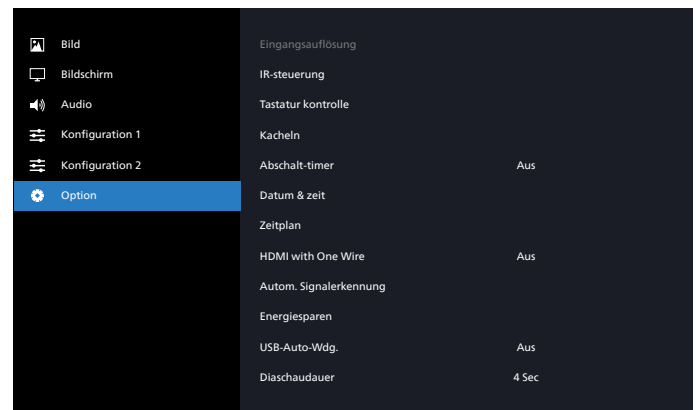 Bild
Bildschirm
Audio
Konfiguration 1
Konfiguration 2
Option
Eingangsauflösung
IR-steuerung
Tastatur kontrolle
Kacheln
Abschalt-timer Aus
Datum & zeit
Zeitplan
HDMI with One Wire Aus
Autom. Signalerkennung
Energiesparen
USB-Auto-Wdg. Aus
Diaschaudauer 4 Sec